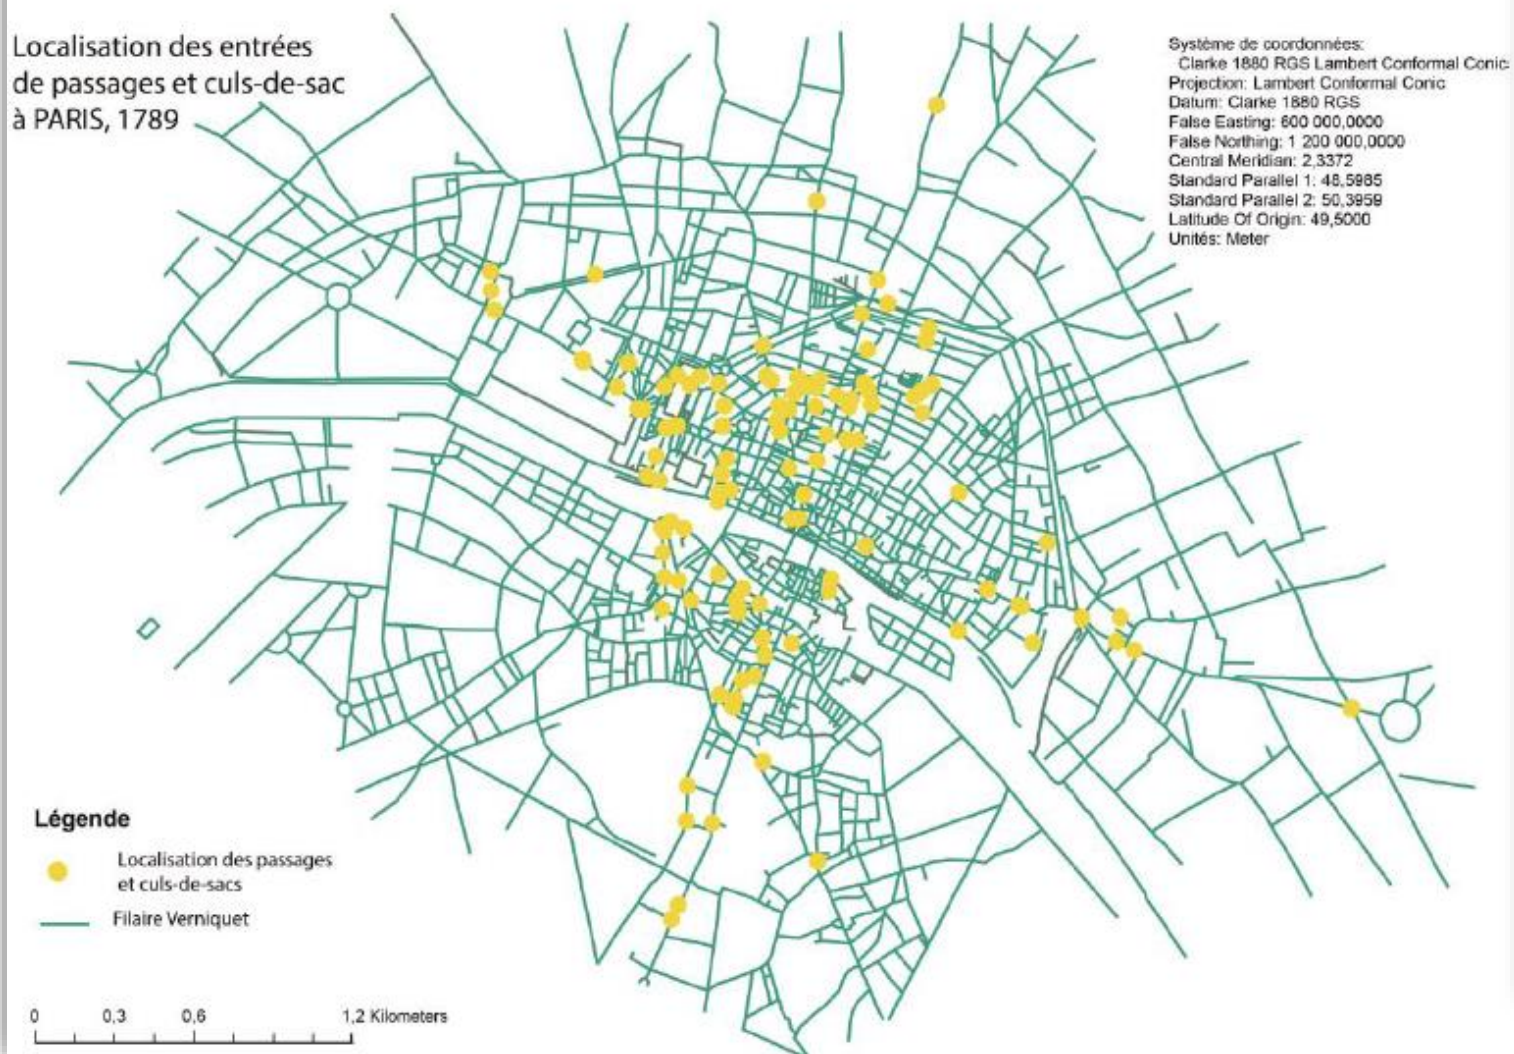 Localisation des entrées
de passages et culs-de-sac
à PARIS, 1789
Système de coordonnées:
Clarke 1880 RGS Lambert Conformal Conic
Projection: Lambert Conformal Conic
Datum: Clarke 1880 RGS
False Easting: 600 000,0000
False Northing: 1 200 000,0000
Central Meridian: 2,3372
Standard Parallel 1: 48,5985
Standard Parallel 2: 50,3959
Latitude Of Origin: 49,5000
Unités: Meter
Légende
Localisation des passages
et culs-de-sacs
Filaire Verniquet
0 0,3 0,6 1,2 Kilometers